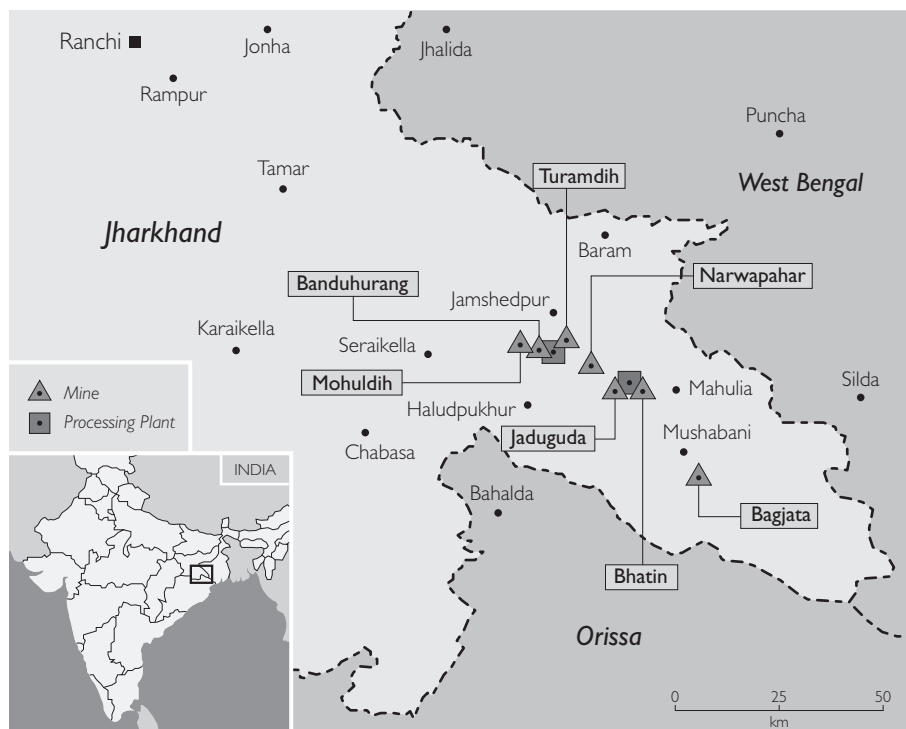 Ranchi
Jonha
Jhalida
Rampur
Puncha
Tamar
Turamdih
West Bengal
Jharkhand
Baram
Banduhurang
Narwapahar
Jamshedpur
Karaikella
Seraikella
Mohuldih
Mahulia
Silda
Mine
Haludpukhur
Processing Plant
Jaduguda
Mushabani
Chabasa
INDIA
Bahalda
Bagjata
Bhatin
Orissa
0 25 50
km